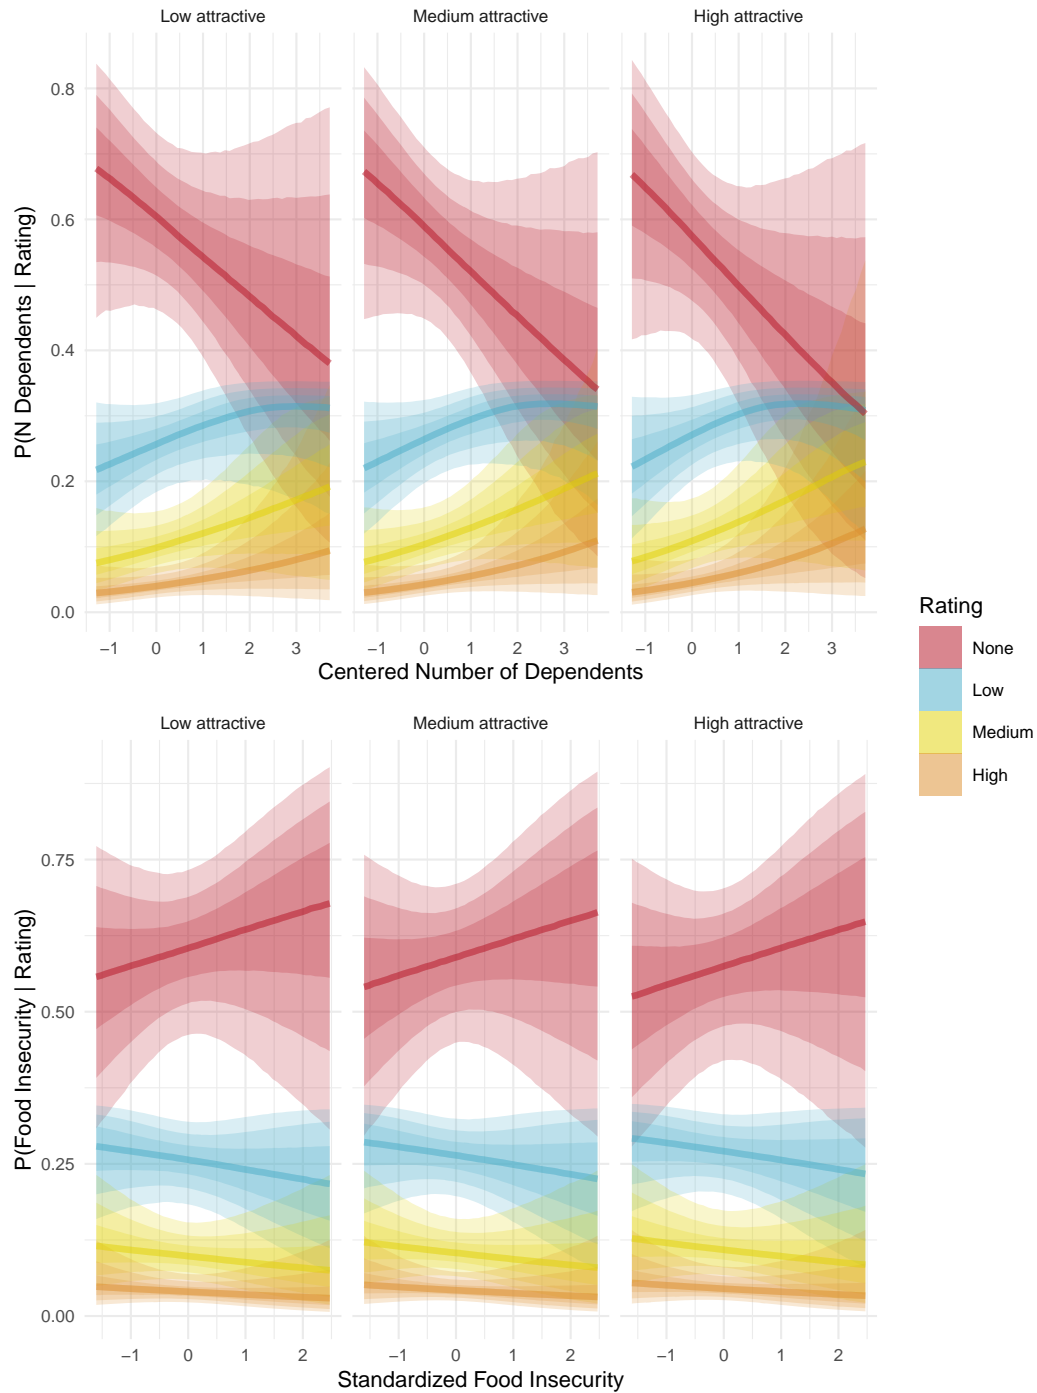 Low attractive Medium attractive High attractive
P(N Dependents | Rating)
0.8
0.6
0.4
0.2
0.0
−1 0 1 2 3 −1 0 1 2 3 −1 0 1 2 3
Centered Number of Dependents
Rating
None
Low
Medium
High
Low attractive Medium attractive High attractive
P(Food Insecurity | Rating)
0.75
0.50
0.25
0.00
−1 0 1 2 −1 0 1 2 −1 0 1 2
Standardized Food Insecurity